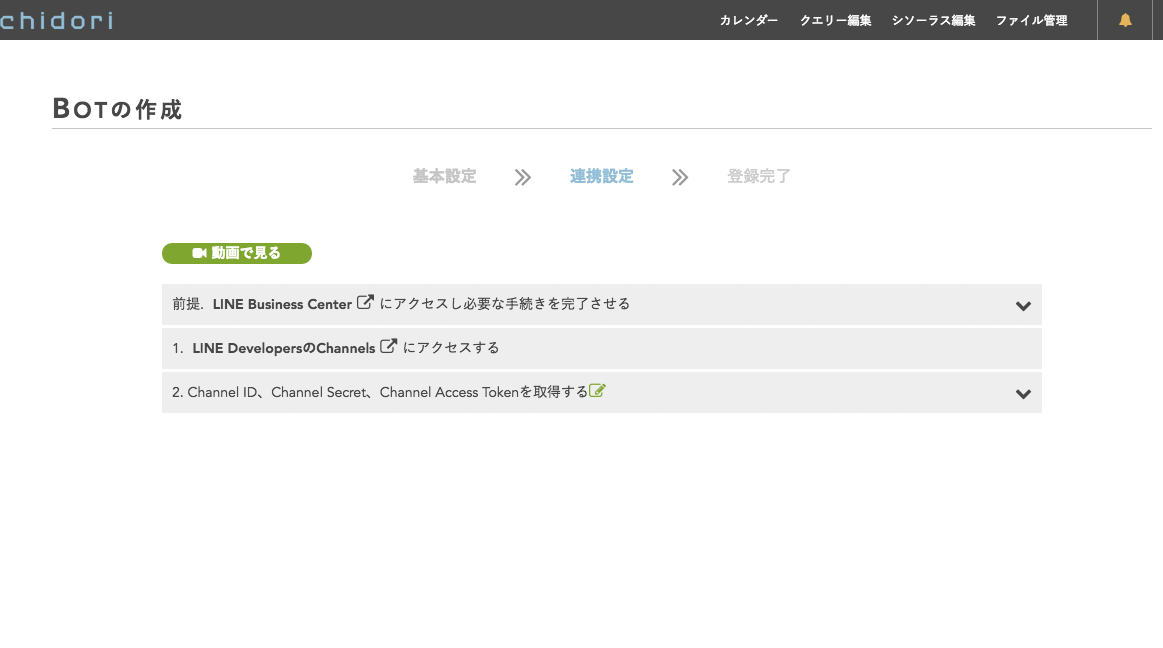 chidori
カレンダー クエリー編集 シソーラス編集 ファイル管理
BOTの作成
基本設定 連携設定 登録完了
動画で見る
前提. LINE Business Center にアクセスし必要な手続きを完了させる
1. LINE DevelopersのChannels にアクセスする
2. Channel ID、Channel Secret、Channel Access Tokenを取得する